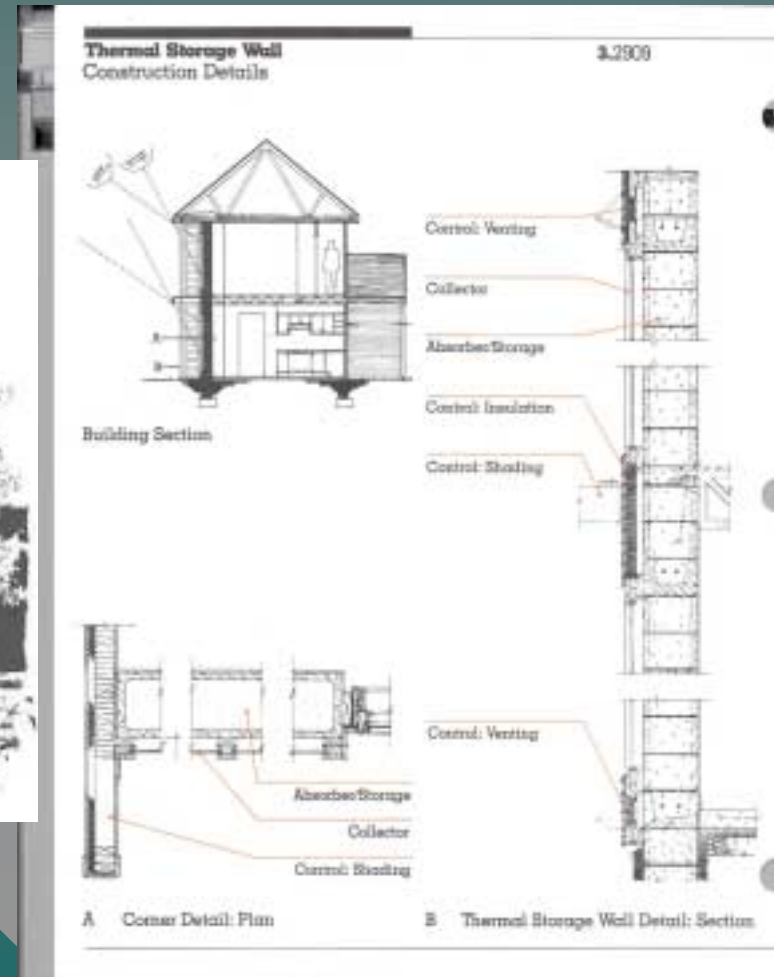 Thermal Storage Wall
Construction Details
3.2909
Control: Venting
Collector
Absorber/Storage
Control: Insulation
Control: Shading
A
B
Building Section
Control: Venting
Absorber/Storage
Collector
Control: Shading
A Corner Detail: Plan
B Thermal Storage Wall Detail: Section